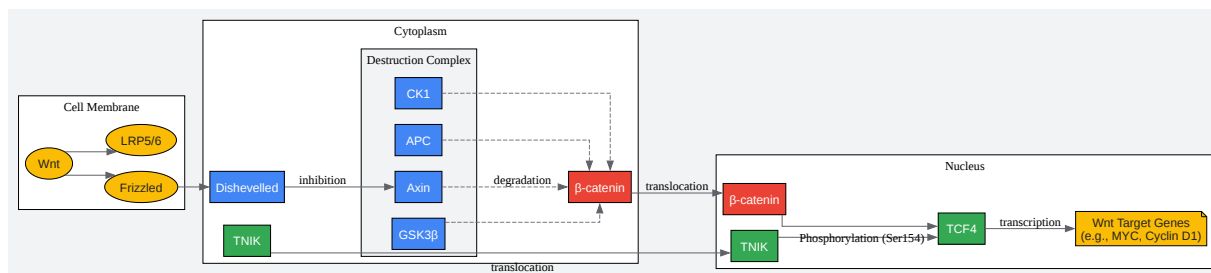 Cell Membrane
Wnt
LRP5/6
Frizzled
Cytoplasm
Dishevelled
inhibition
TNIK
Destruction Complex
CK1
APC
Axin
GSK3β
degradation
β-catenin
translocation
translocation
Nucleus
β-catenin
TNIK
Phosphorylation (Ser154)
TCF4
transcription
Wnt Target Genes
(e.g., MYC, Cyclin D1)